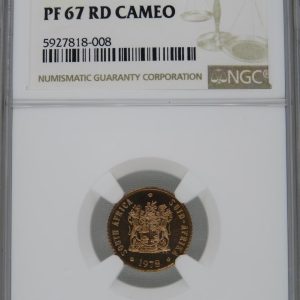 PF 67 RD CAMEO
5927818-008
NUMISMATIC GUARANTY CORPORATION
NGC
SOUTH AFRICA · SUID-AFRIKA
1978